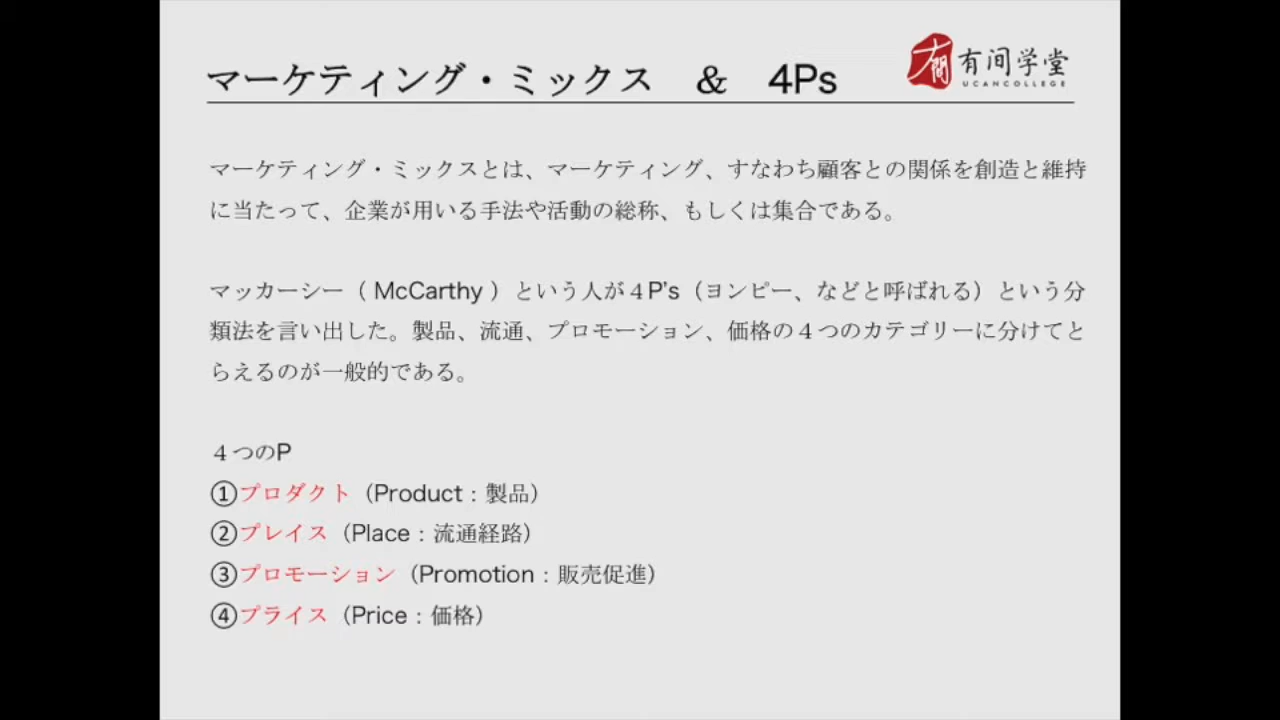 マーケティング・ミックス　＆　4Ps
有间学堂
UCANCOLLEGE
マーケティング・ミックスとは、マーケティング、すなわち顧客との関係を創造と維持
に当たって、企業が用いる手法や活動の総称、もしくは集合である。
マッカーシー（ McCarthy ）という人が４P's（ヨンピー、などと呼ばれる）という分
類法を言い出した。製品、流通、プロモーション、価格の４つのカテゴリーに分けてと
らえるのが一般的である。
４つのP
①プロダクト（Product：製品）
②プレイス（Place：流通経路）
③プロモーション（Promotion：販売促進）
④プライス（Price：価格）